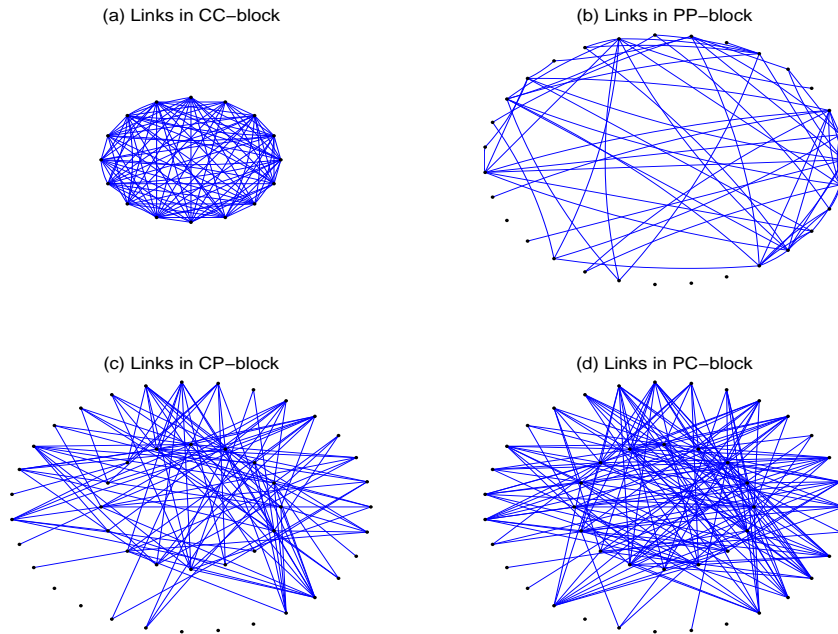 (a) Links in CC−block
(b) Links in PP−block
(c) Links in CP−block
(d) Links in PC−block